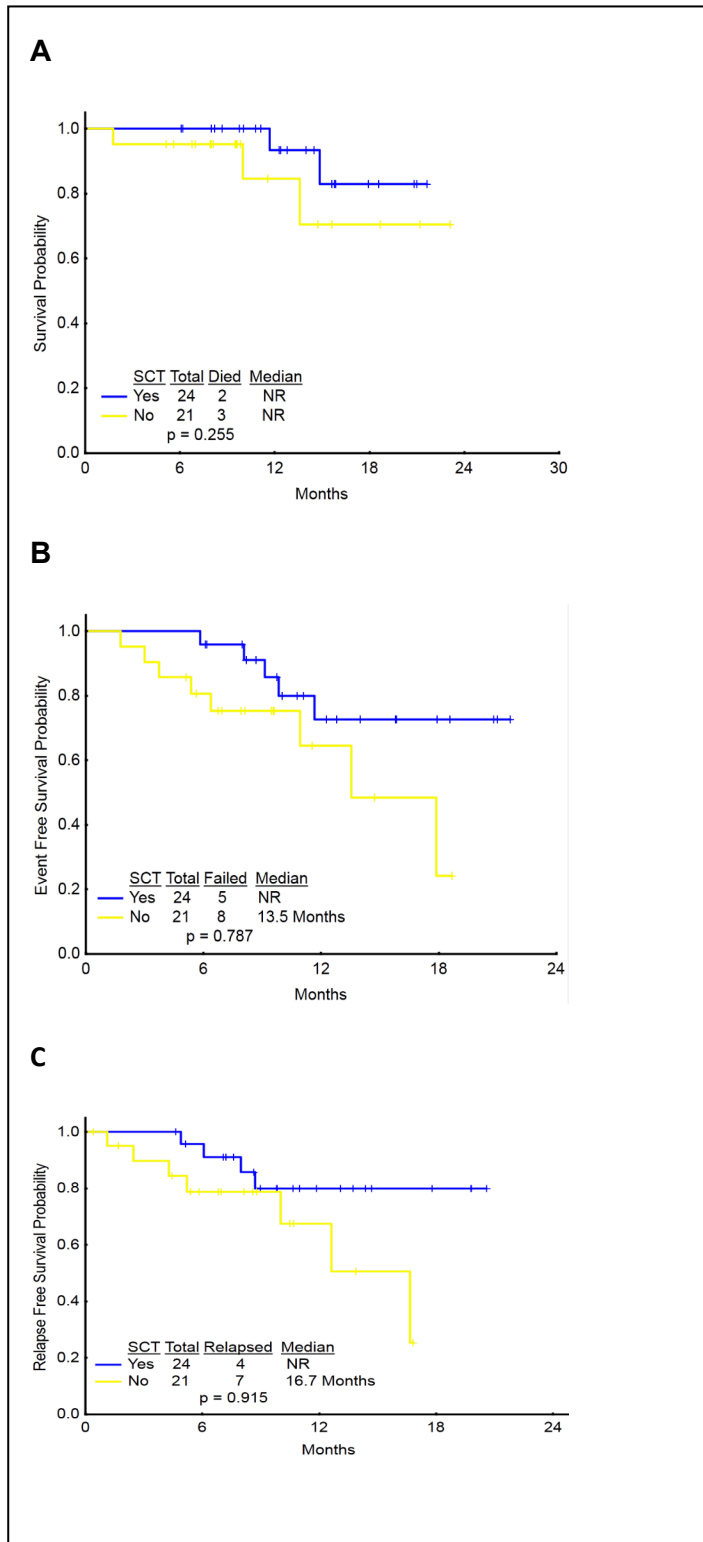 A
1.0
0.8
0.6
0.4
0.2
0.0
Survival Probability
SCT Total Died Median
Yes 24 2 NR
No 21 3 NR
p = 0.255
0 6 12 18 24 30
Months
B
1.0
0.8
0.6
0.4
0.2
0.0
Event Free Survival Probability
SCT Total Failed Median
Yes 24 5 NR
No 21 8 13.5 Months
p = 0.787
0 6 12 18 24
Months
C
1.0
0.8
0.6
0.4
0.2
0.0
Relapse Free Survival Probability
SCT Total Relapsed Median
Yes 24 4 NR
No 21 7 16.7 Months
p = 0.915
0 6 12 18 24
Months